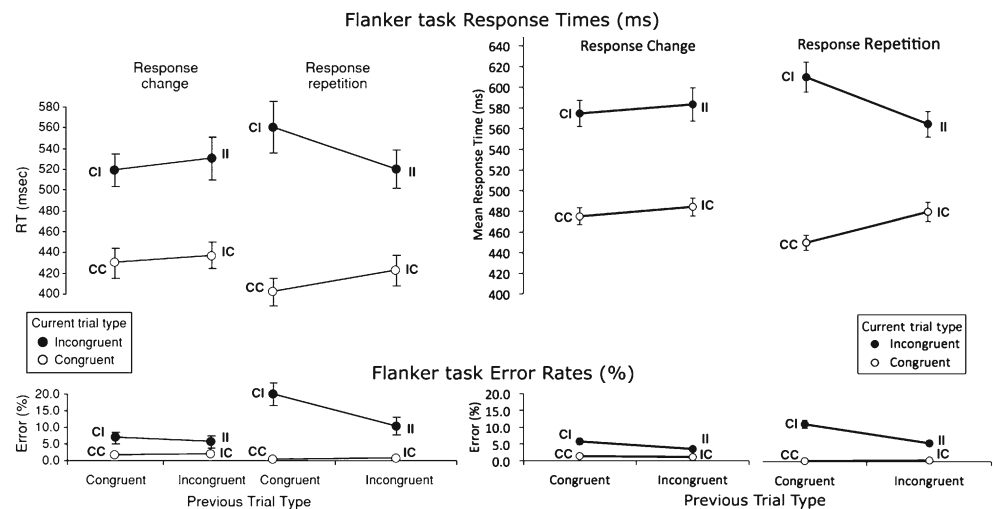 Flanker task Response Times (ms)
Response
change
Response
repetition
580
560
540
520
500
480
460
440
420
400
RT (msec)
CI
II
CC
IC
CI
II
CC
IC
Response Change
Response Repetition
640
620
600
580
560
540
520
500
480
460
440
420
400
Mean Response Time (ms)
CI
II
CC
IC
CI
II
CC
IC
Current trial type
Incongruent
Congruent
Current trial type
Incongruent
Congruent
Flanker task Error Rates (%)
20.0
15.0
10.0
5.0
0.0
Error (%)
CI
II
CC
IC
CI
II
CC
IC
Congruent Incongruent Congruent Incongruent
Previous Trial Type
20.0
15.0
10.0
5.0
0.0
Error (%)
CI
II
CC
IC
CI
II
CC
IC
Congruent Incongruent Congruent Incongruent
Previous Trial Type